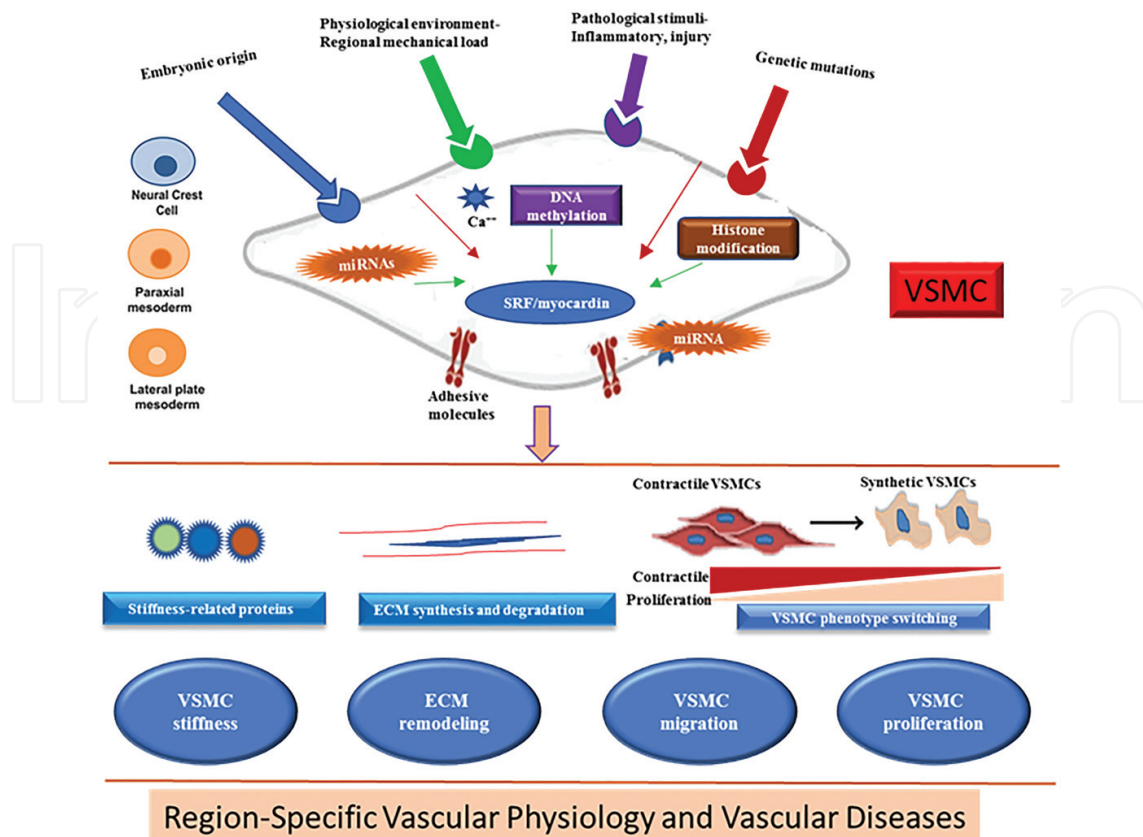 Physiological environment-
Regional mechanical load
Pathological stimuli-
Inflammatory, injury
Embryonic origin
Genetic mutations
Neural Crest
Cell
Paraxial
mesoderm
Lateral plate
mesoderm
Ca++
DNA
methylation
Histone
modification
miRNAs
SRF/myocardin
miRNA
Adhesive
molecules
VSMC
Contractile VSMCs
Synthetic VSMCs
Contractile
Proliferation
Stiffness-related proteins
ECM synthesis and degradation
VSMC phenotype switching
VSMC
stiffness
ECM
remodeling
VSMC
migration
VSMC
proliferation
Region-Specific Vascular Physiology and Vascular Diseases